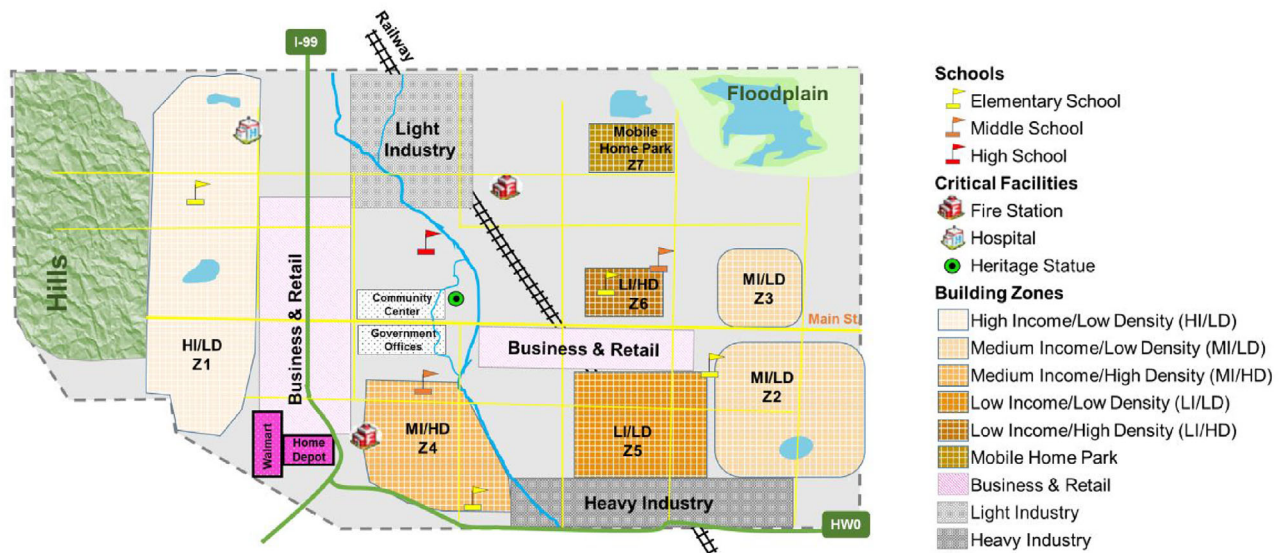 I-99
Railway
Hills
HI/LD
Z1
Business & Retail
Light
Industry
Mobile
Home Park
Z7
Floodplain
Community
Center
Government
Offices
LI/HD
Z6
MI/LD
Z3
Main St.
Business & Retail
MI/HD
Z4
LI/LD
Z5
MI/LD
Z2
Walmart
Home
Depot
Heavy Industry
HW0
Schools
Elementary School
Middle School
High School
Critical Facilities
Fire Station
Hospital
Heritage Statue
Building Zones
High Income/Low Density (HI/LD)
Medium Income/Low Density (MI/LD)
Medium Income/High Density (MI/HD)
Low Income/Low Density (LI/LD)
Low Income/High Density (LI/HD)
Mobile Home Park
Business & Retail
Light Industry
Heavy Industry